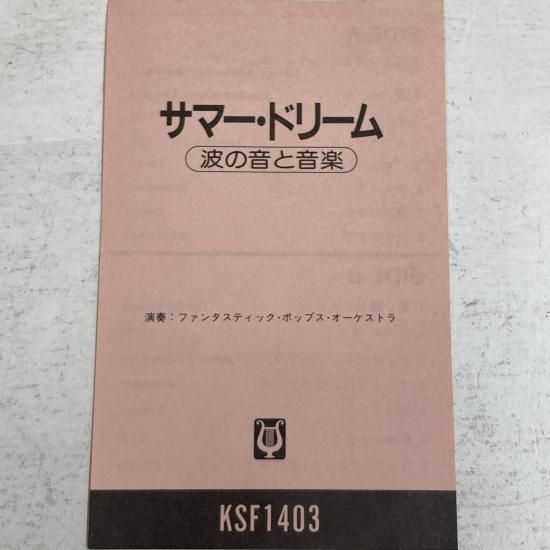 サマー・ドリーム
波の音と音楽
演奏：ファンタスティック・ポップス・オーケストラ
KSF1403